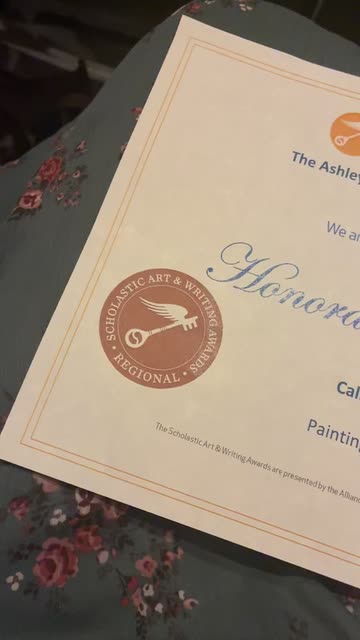 The Ashley
We ar
Honora
SCHOLASTIC ART & WRITING AWARDS
• REGIONAL •
Cal
Painting
The Scholastic Art & Writing Awards are presented by the Allian